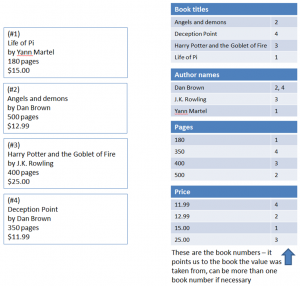 (#1)
Life of Pi
by Yann Martel
180 pages
$15.00
(#2)
Angels and demons
by Dan Brown
500 pages
$12.99
(#3)
Harry Potter and the Goblet of Fire
by J.K. Rowling
400 pages
$25.00
(#4)
Deception Point
by Dan Brown
350 pages
$11.99
Book titles
Angels and demons 2
Deception Point 4
Harry Potter and the Goblet of Fire 3
Life of Pi 1
Author names
Dan Brown 2, 4
J.K. Rowling 3
Yann Martel 1
Pages
180 1
350 4
400 3
500 2
Price
11.99 4
12.99 2
15.00 1
25.00 3
These are the book numbers – it
points us to the book the value was
taken from, can be more than one
book number if necessary